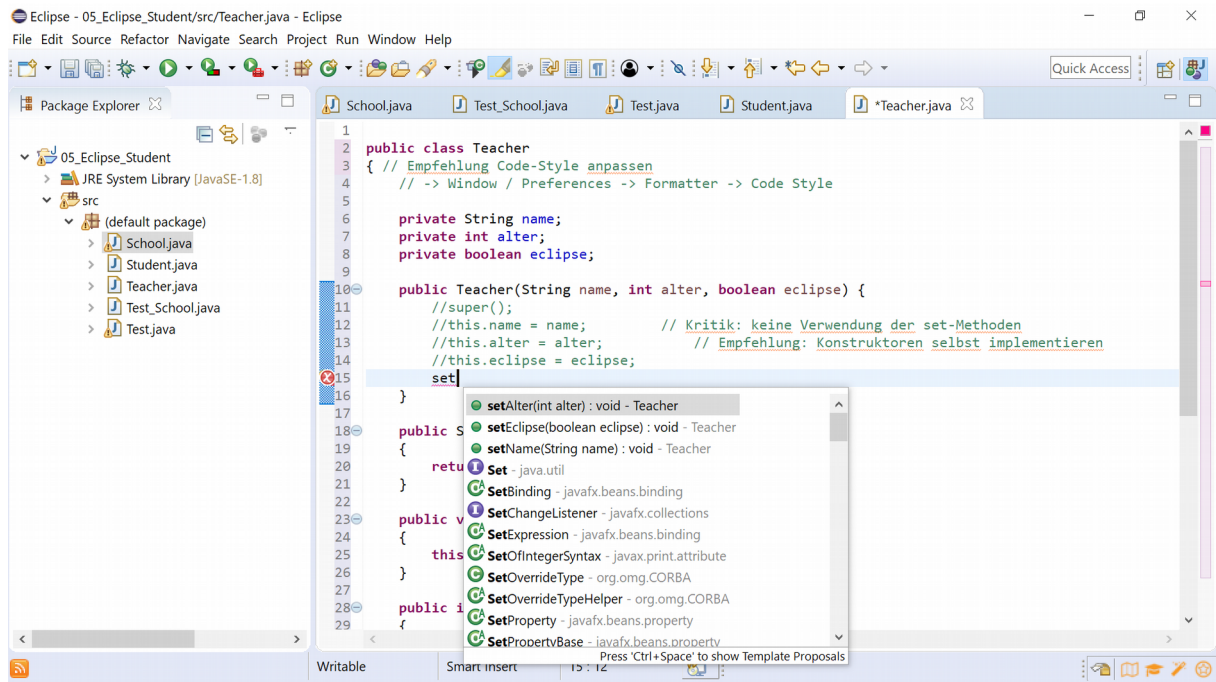 Eclipse - 05_Eclipse_Student/src/Teacher.java - Eclipse
File Edit Source Refactor Navigate Search Project Run Window Help
Quick Access
Package Explorer
School.java Test_School.java Test.java Student.java *Teacher.java
05_Eclipse_Student
JRE System Library [JavaSE-1.8]
src
(default package)
School.java
Student.java
Teacher.java
Test_School.java
Test.java
1
2 public class Teacher
3 { // Empfehlung Code-Style anpassen
4 // -> Window / Preferences -> Formatter -> Code Style
5
6 private String name;
7 private int alter;
8 private boolean eclipse;
9
10 public Teacher(String name, int alter, boolean eclipse) {
11 //super();
12 //this.name = name; // Kritik: keine Verwendung der set-Methoden
13 //this.alter = alter; // Empfehlung: Konstruktoren selbst implementieren
14 //this.eclipse = eclipse;
15 set
16 }
17
18 public S
19 {
20 retu
21 }
22
23 public v
24 {
25 this
26 }
27
28 public i
29 {
setAlter(int alter) : void - Teacher
setEclipse(boolean eclipse) : void - Teacher
setName(String name) : void - Teacher
Set - java.util
SetBinding - javafx.beans.binding
SetChangeListener - javafx.collections
SetExpression - javafx.beans.binding
SetOfIntegerSyntax - javax.print.attribute
SetOverrideType - org.omg.CORBA
SetOverrideTypeHelper - org.omg.CORBA
SetProperty - javafx.beans.property
SetPropertyBase - javafx.beans.property
Press 'Ctrl+Space' to show Template Proposals
Writable Smart Insert 15 : 12